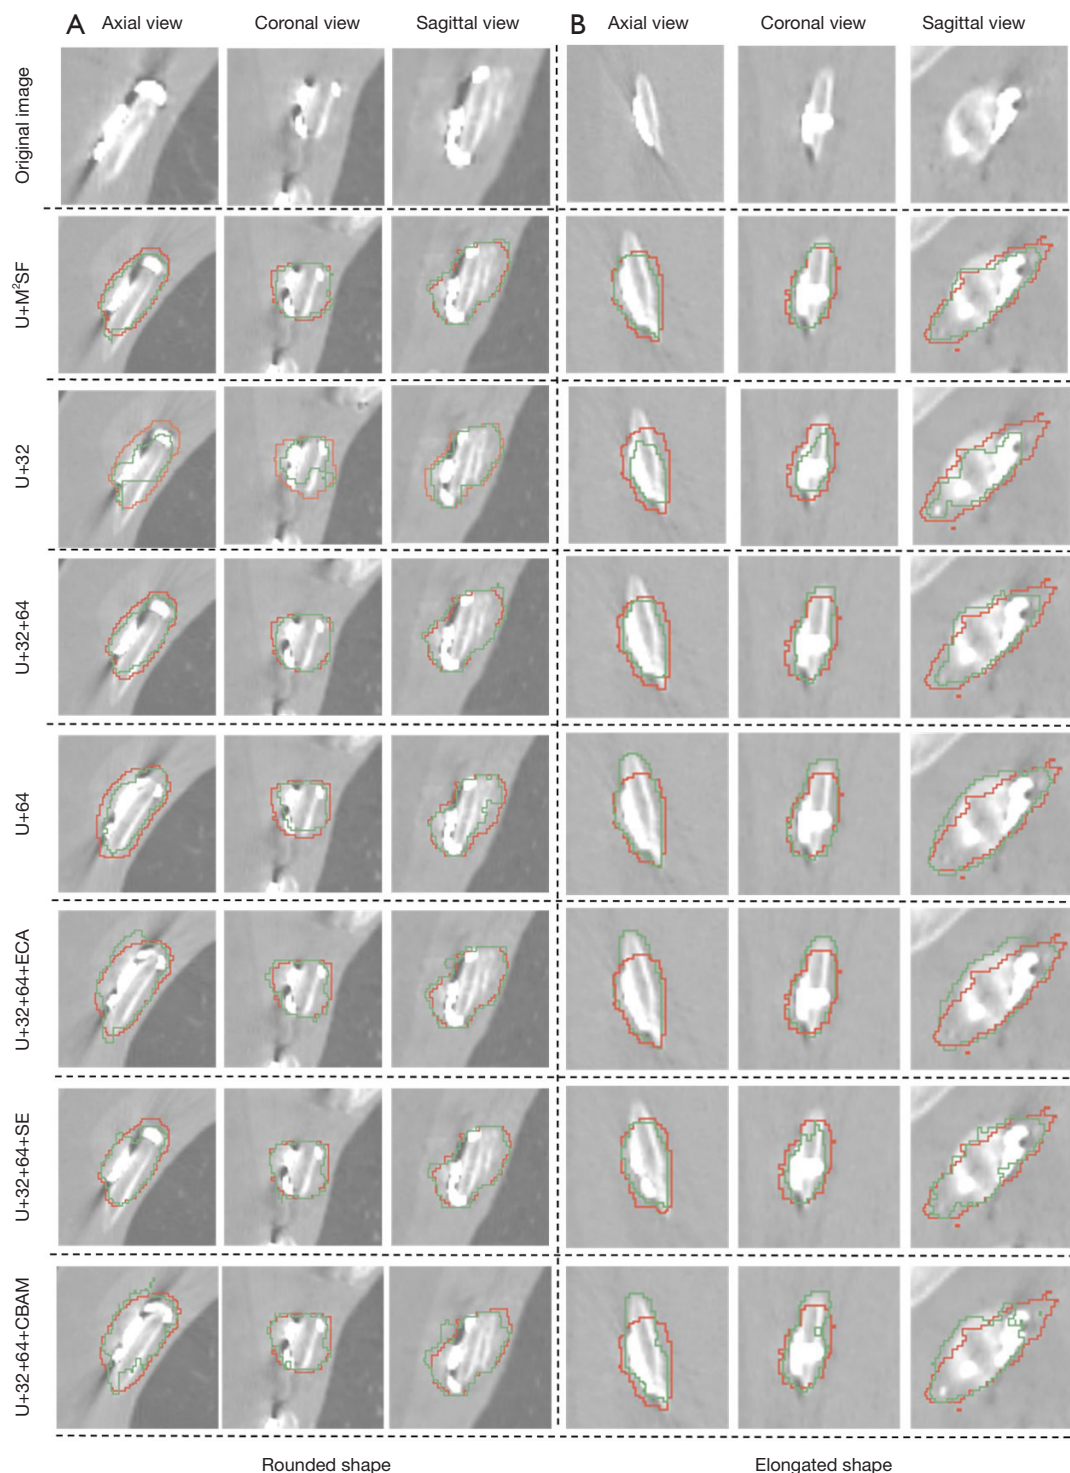 A Axial view Coronal view Sagittal view B Axial view Coronal view Sagittal view
Original image
U+M²SF
U+32
U+32+64
U+64
U+32+64+ECA
U+32+64+SE
U+32+64+CBAM
Rounded shape Elongated shape